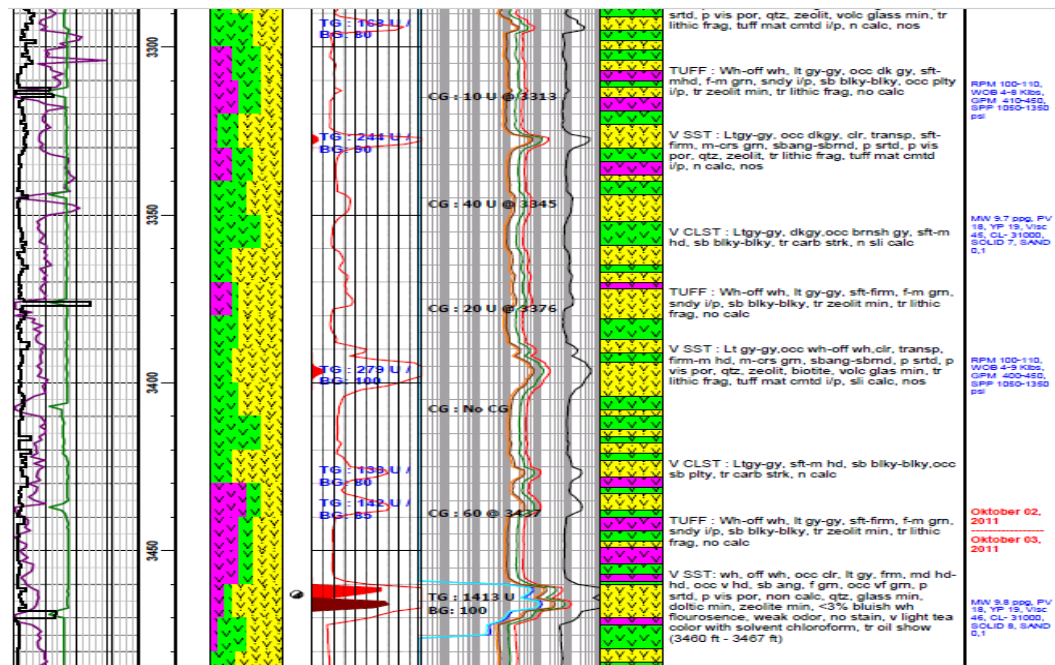 srtd, p vis por, qtz, zeolit, volc glass min, tr
lithic frag, tuff mat cmtd i/p, n calc, nos
TG : 168 U /
BG: 80
3300
TUFF : Wh-off wh, lt gy-gy, occ dk gy, sft-
mhd, f-m grn, sndy i/p, sb blky-blky, occ plty
i/p, tr zeolit min, tr lithic frag, no calc
RPM 100-110,
WOB 4-8 Klbs,
GPM 410-450,
SPP 1050-1350
psi
CG : 10 U @ 3313
TG : 244 U /
BG: 90
V SST: Ltgy-gy, occ dkgy, clr, transp, sft-
firm, m-crs grn, sbang-sbrnd, p srtd, p vis
por, qtz, zeolit, tr lithic frag, tuff mat cmtd
i/p, n calc, nos
CG : 40 U @ 3345
3350
V CLST : Ltgy-gy, dkgy,occ brnsh gy, sft-m
hd, sb blky-blky, tr carb strk, n sli calc
MW 9.7 ppg, PV
18, YP 19, Visc
45, CL- 31000,
SOLID 7, SAND
0,1
TUFF : Wh-off wh, lt gy-gy, sft-firm, f-m grn,
sndy i/p, sb blky-blky, tr zeolit min, tr lithic
frag, no calc
CG : 20 U @ 3376
V SST : Lt gy-gy,occ wh-off wh,clr, transp,
firm-m hd, m-crs grn, sbang-sbrnd, p srtd, p
vis por, qtz, zeolit, biotite, volc glas min, tr
lithic frag, tuff mat cmtd i/p, sli calc, nos
RPM 100-110,
WOB 4-9 Klbs,
GPM 400-450,
SPP 1050-1350
psi
TG : 279 U /
BG: 100
3400
CG : No CG
V CLST : Ltgy-gy, sft-m hd, sb blky-blky,occ
sb plty, tr carb strk, n calc
TG : 139 U /
BG: 80
TG : 142 U /
BG: 85
CG : 60 @ 3437
Oktober 02,
2011
-----------------
Oktober 03,
2011
TUFF : Wh-off wh, lt gy-gy, sft-firm, f-m grn,
sndy i/p, sb blky-blky, tr zeolit min, tr lithic
frag, no calc
3450
V SST: wh, off wh, occ clr, lt gy, frm, md hd-
hd, occ v hd, sb ang, f grn, occ vf grn, p
srtd, p vis por, non calc, qtz, glass min,
doltic min, zeolite min, <3% bluish wh
flourosence, weak odor, no stain, v light tea
color with solvent chloroform, tr oil show
(3460 ft - 3467 ft)
TG : 1413 U
BG: 100
MW 9.8 ppg, PV
18, YP 19, Visc
45, CL- 31000,
SOLID 8, SAND
0,1